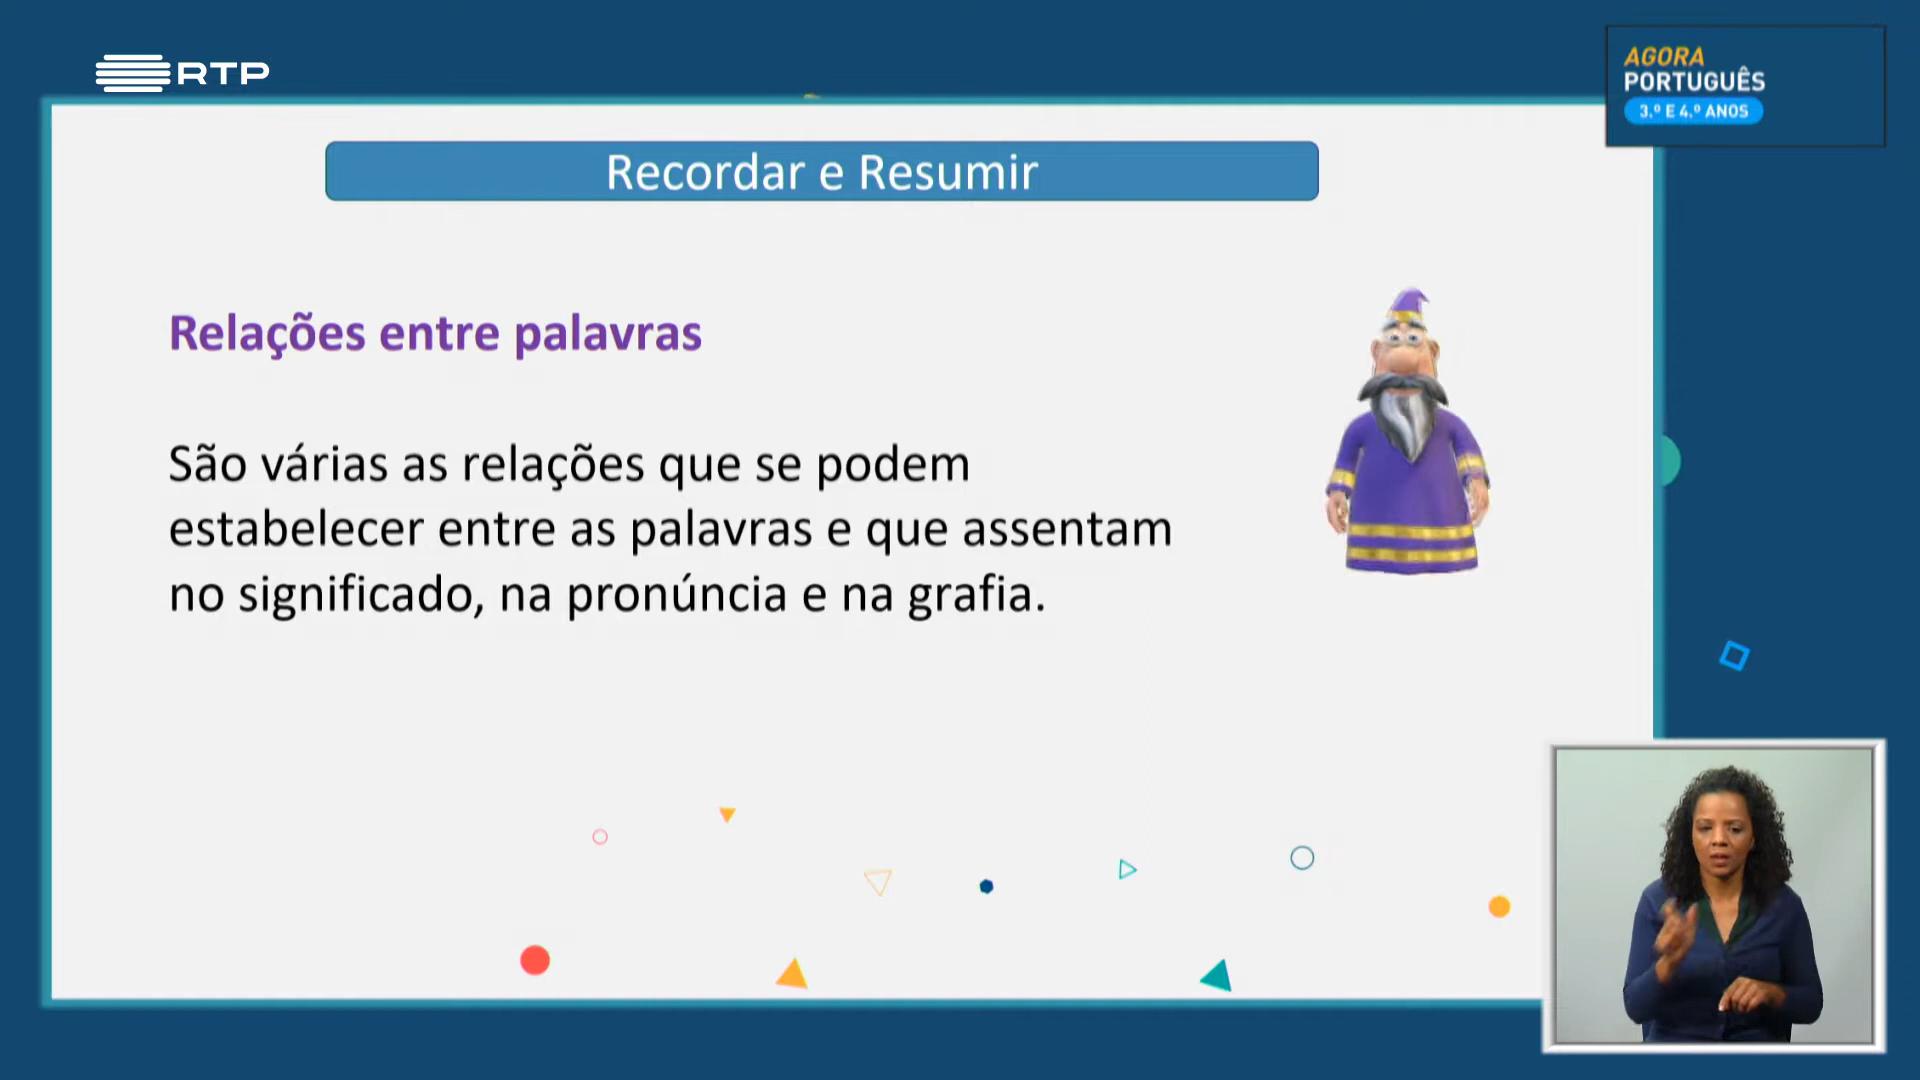 RTP
AGORA
PORTUGUÊS
3.º E 4.º ANOS
Recordar e Resumir
Relações entre palavras
São várias as relações que se podem
estabelecer entre as palavras e que assentam
no significado, na pronúncia e na grafia.